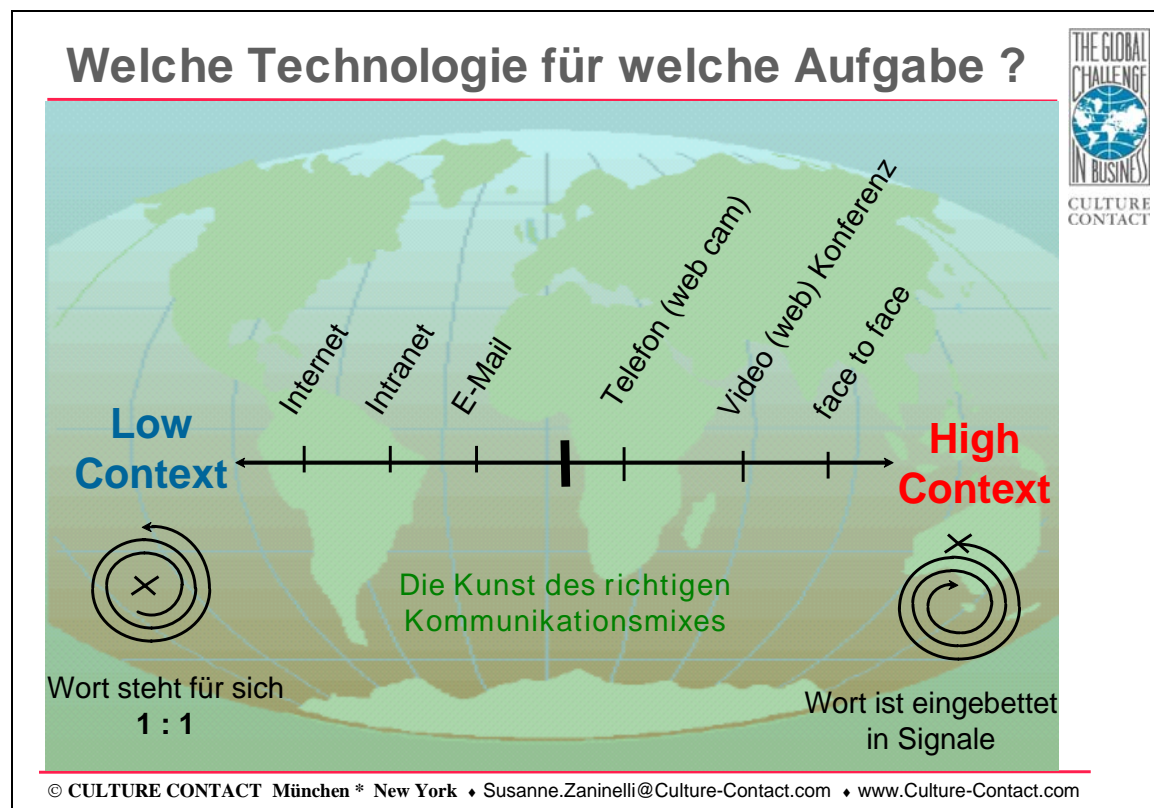 Welche Technologie für welche Aufgabe ?
THE GLOBAL
CHALLENGE
IN BUSINESS
CULTURE
CONTACT
Internet
Intranet
E-Mail
Telefon (web cam)
Video (web) Konferenz
face to face
Low
Context
High
Context
Die Kunst des richtigen
Kommunikationsmixes
Wort steht für sich
1 : 1
Wort ist eingebettet
in Signale
© CULTURE CONTACT München * New York ♦ Susanne.Zaninelli@Culture-Contact.com ♦ www.Culture-Contact.com